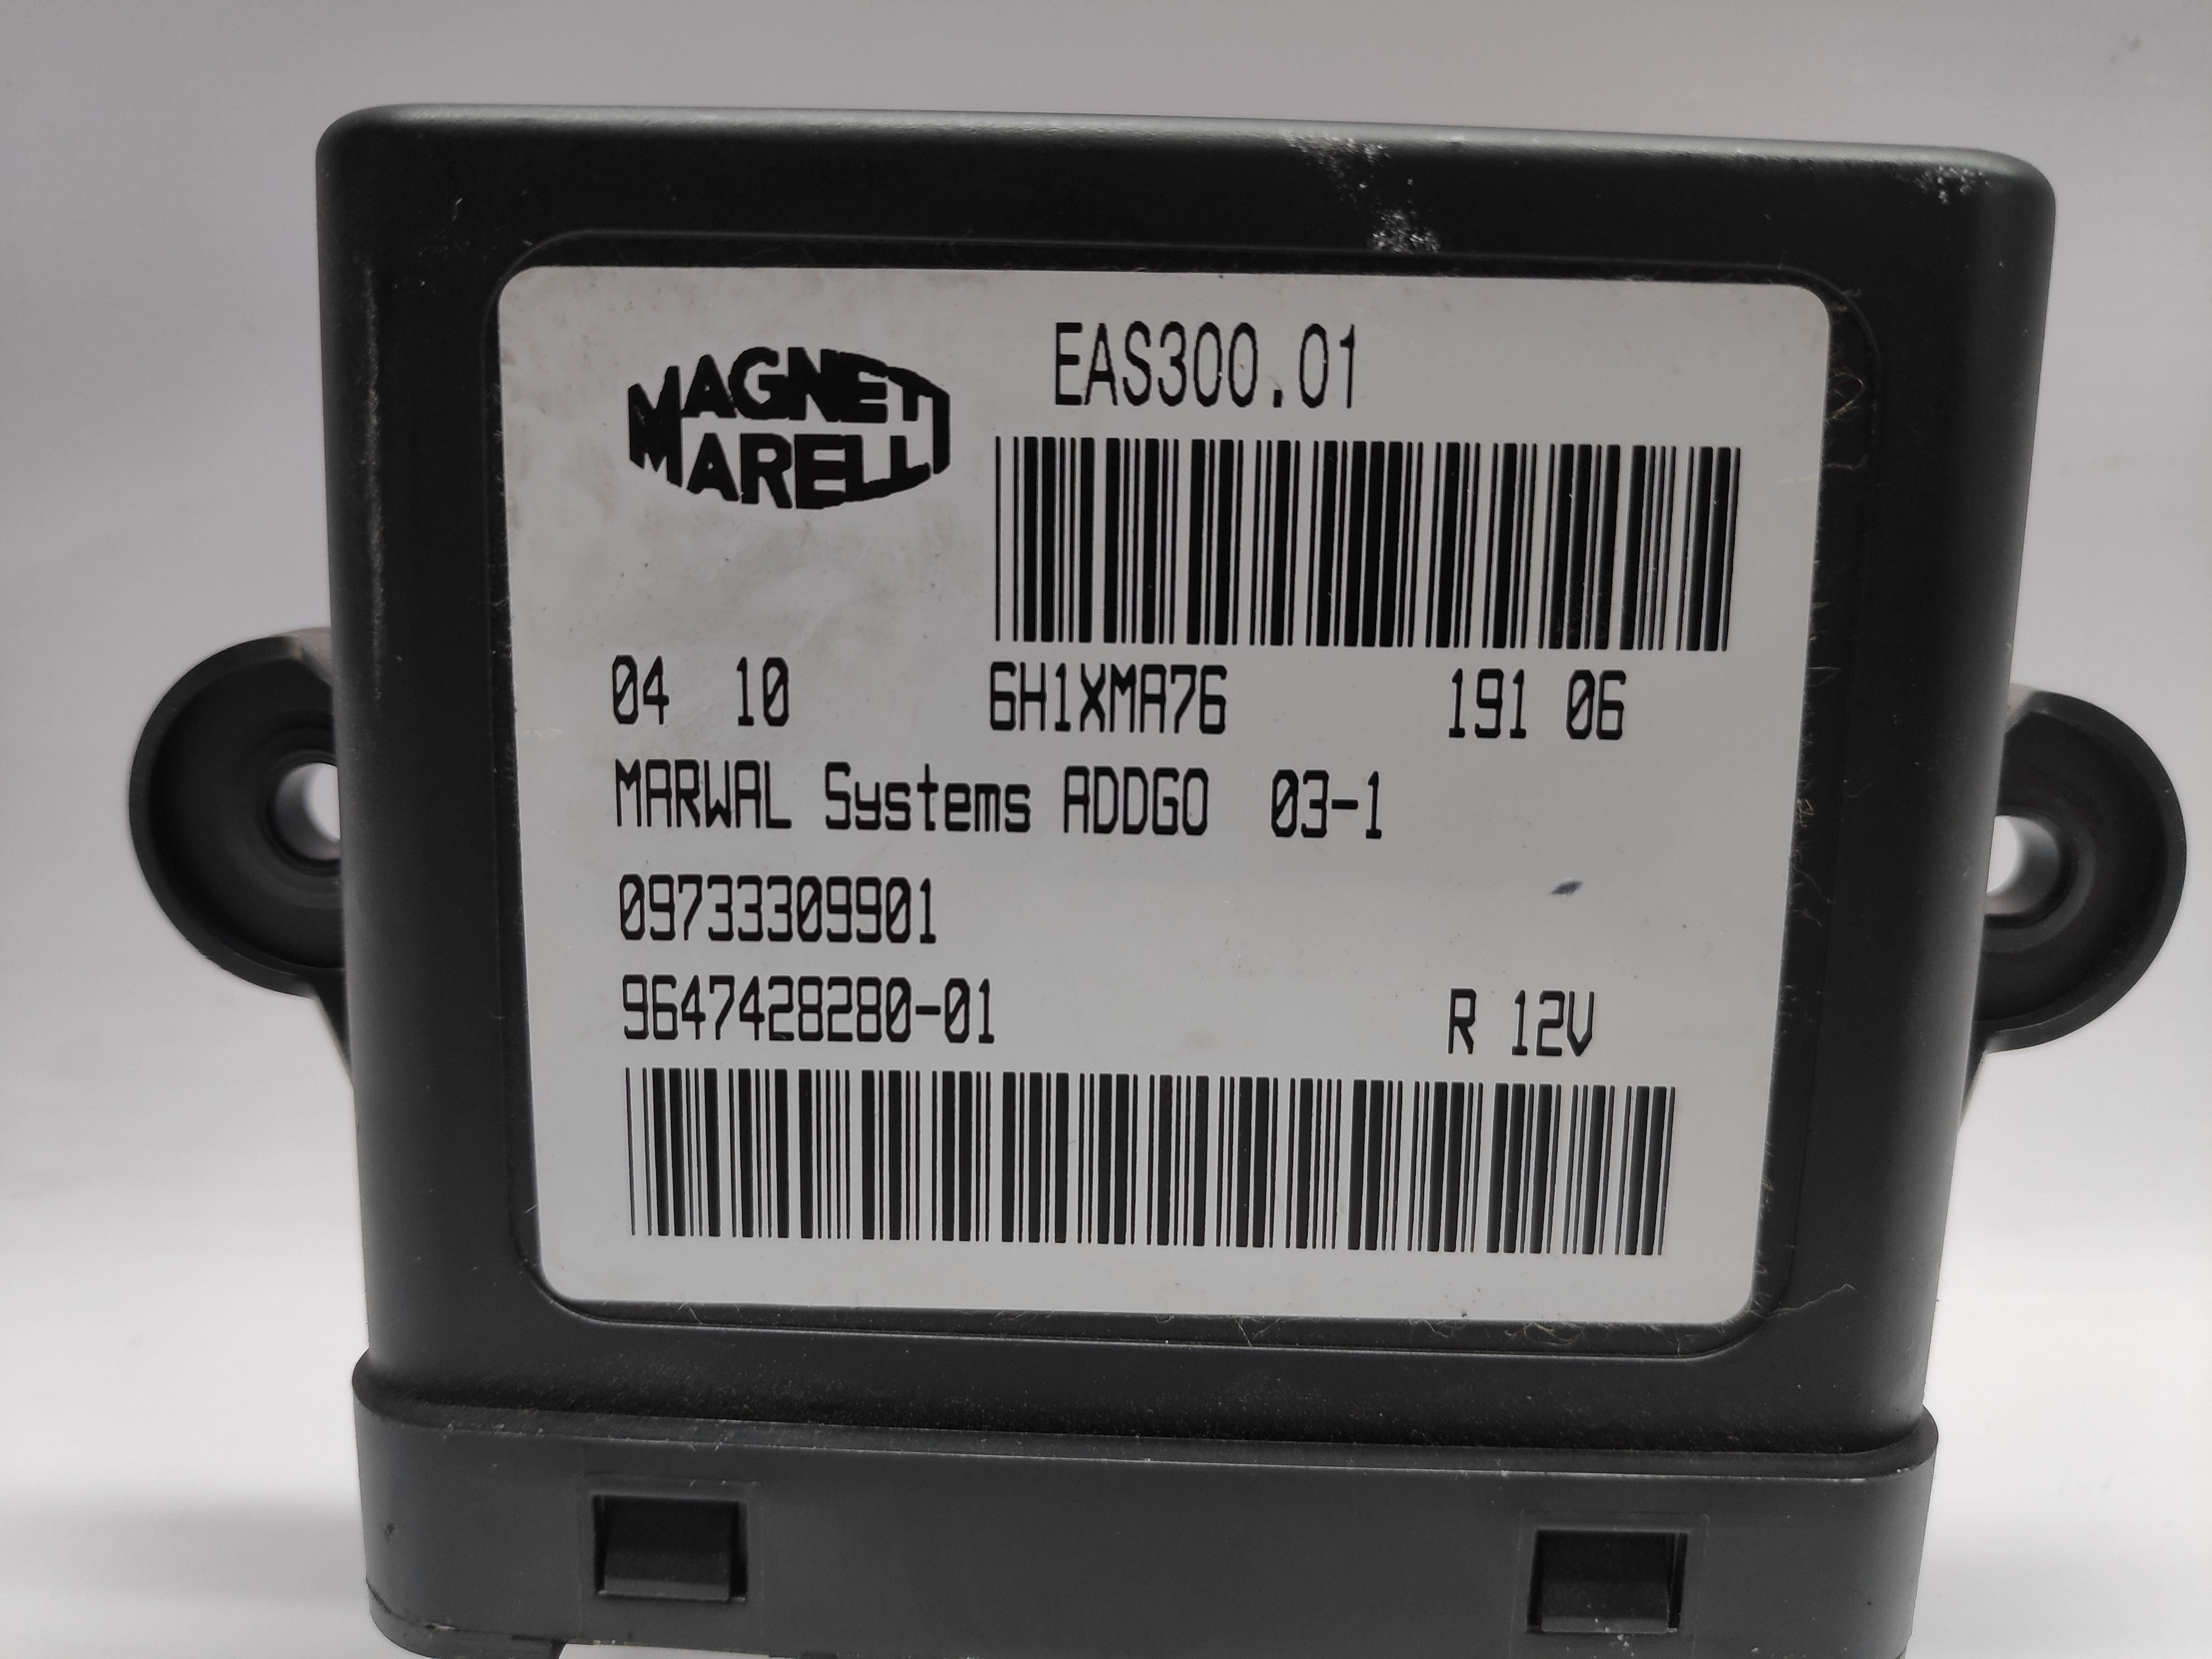 MAGNETI
MARELLI
EAS300.01
04 10 6H1XMA76 191 06
MARWAL Systems ADDGO 03-1
09733309901
9647428280-01 R 12V